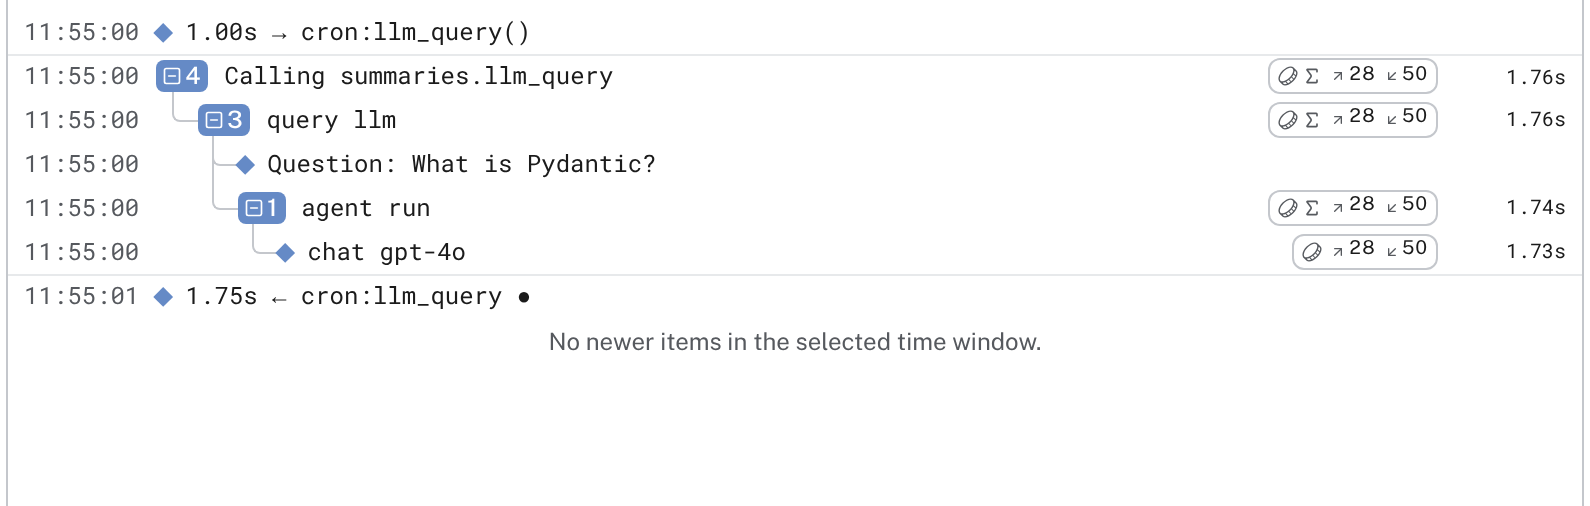 11:55:00 1.00s → cron:llm_query()
11:55:00 4 Calling summaries.llm_query Σ ↗ 28 ↙ 50 1.76s
11:55:00 3 query llm Σ ↗ 28 ↙ 50 1.76s
11:55:00 Question: What is Pydantic?
11:55:00 1 agent run Σ ↗ 28 ↙ 50 1.74s
11:55:00 chat gpt-4o ↗ 28 ↙ 50 1.73s
11:55:01 1.75s ← cron:llm_query ●
No newer items in the selected time window.